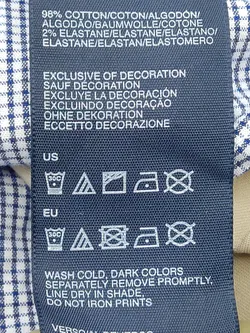 98% COTTON/COTON/ALGODÓN/
ALGODÃO/BAUMWOLLE/COTONE
2% ELASTANE/ELASTANE/ELASTANO/
ELASTANE/ELASTAN/ELASTOMERO
EXCLUSIVE OF DECORATION
SAUF DÉCORATION
EXCLUYE LA DECORACIÓN
EXCLUINDO DECORAÇÃO
OHNE DEKORATION
ECCETTO DECORAZIONE
US
EU
WASH COLD, DARK COLORS
SEPARATELY REMOVE PROMPTLY.
LINE DRY IN SHADE
DO NOT IRON PRINTS